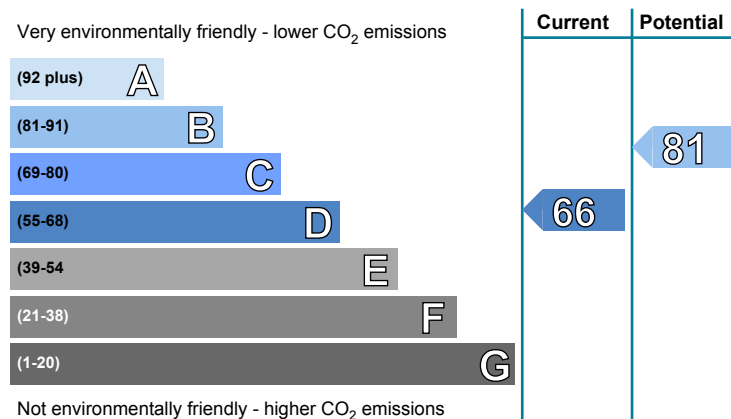 Very environmentally friendly - lower CO₂ emissions
Current
Potential
(92 plus) A
(81-91) B
(69-80) C
(55-68) D
(39-54 E
(21-38) F
(1-20) G
81
66
Not environmentally friendly - higher CO₂ emissions